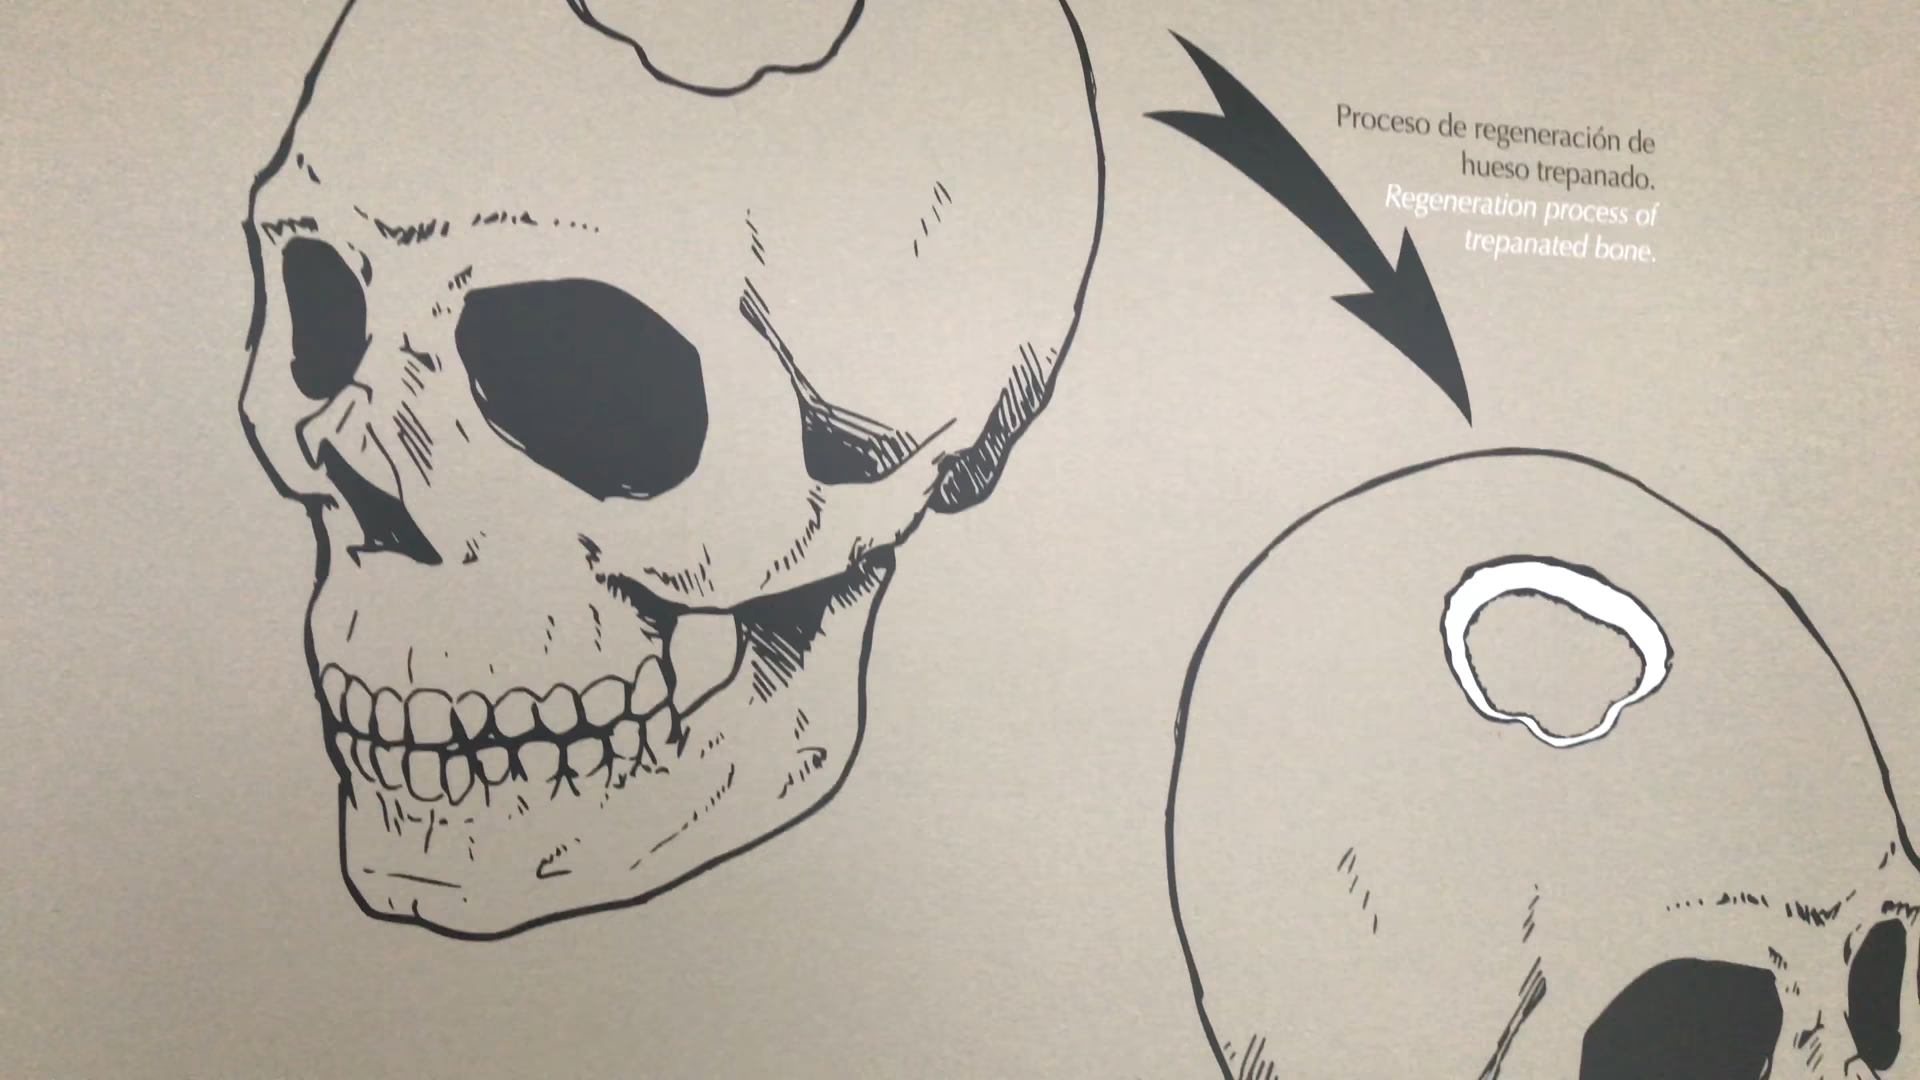 Proceso de regeneración de
hueso trepanado.
Regeneration process of
trepanated bone.